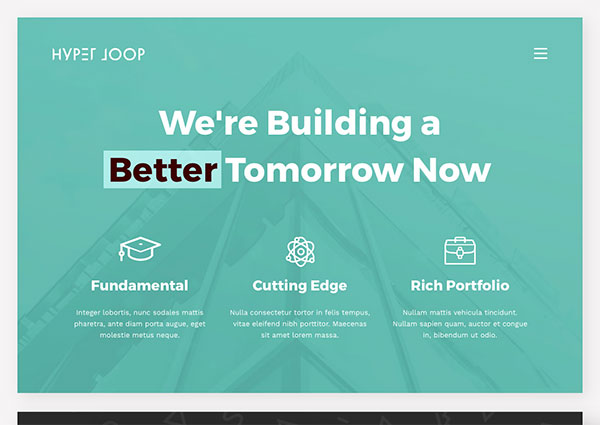 HYPER LOOP
We're Building a
Better Tomorrow Now
Fundamental
Integer lobortis, nunc sodales mattis
pharetra, ante diam porta augue, eget
molestie metus neque.
Cutting Edge
Nulla consectetur tortor in felis tempus,
vitae eleifend nibh porttitor. Maecenas
sit amet lorem massa.
Rich Portfolio
Nullam mattis vehicula tincidunt.
Nullam sapien quam, auctor et congue
in, bibendum ut odio.